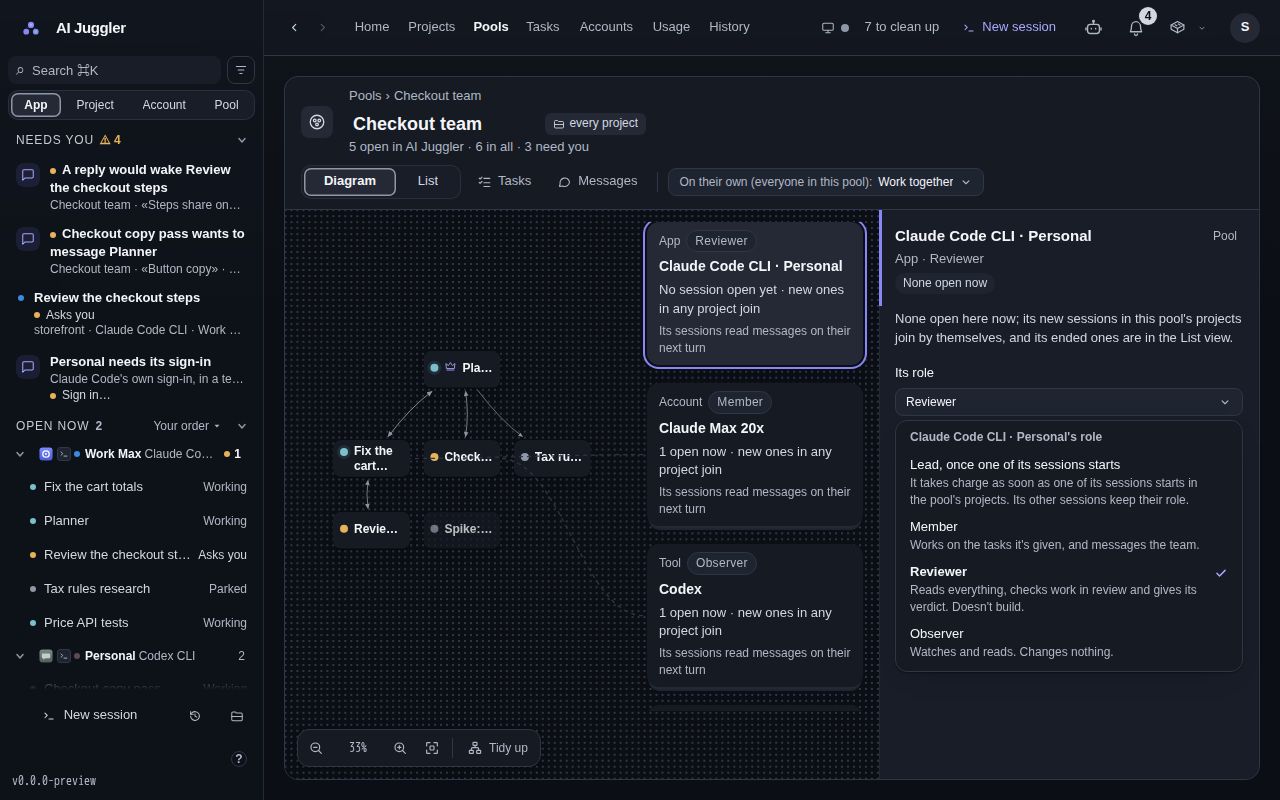 AI Juggler
Search ⌘K
App Project Account Pool
NEEDS YOU 4
A reply would wake Review the checkout steps
Checkout team · «Steps share on…
Checkout copy pass wants to message Planner
Checkout team · «Button copy» · …
Review the checkout steps
Asks you
storefront · Claude Code CLI · Work …
Personal needs its sign-in
Claude Code's own sign-in, in a te…
Sign in…
OPEN NOW 2 Your order
Work Max Claude Co… 1
Fix the cart totals Working
Planner Working
Review the checkout st… Asks you
Tax rules research Parked
Price API tests Working
Personal Codex CLI 2
Checkout copy pass Working
New session
?
v0.0.0-preview
Home Projects Pools Tasks Accounts Usage History
7 to clean up
New session
4
S
Pools › Checkout team
Checkout team
every project
5 open in AI Juggler · 6 in all · 3 need you
Diagram List Tasks Messages
On their own (everyone in this pool): Work together
Pla…
Fix the cart…
Check…
Tax ru…
Revie…
Spike:…
App Reviewer
Claude Code CLI · Personal
No session open yet · new ones in any project join
Its sessions read messages on their next turn
Account Member
Claude Max 20x
1 open now · new ones in any project join
Its sessions read messages on their next turn
Tool Observer
Codex
1 open now · new ones in any project join
Its sessions read messages on their next turn
33%
Tidy up
Claude Code CLI · Personal Pool
App · Reviewer
None open now
None open here now; its new sessions in this pool's projects join by themselves, and its ended ones are in the List view.
Its role
Reviewer
Claude Code CLI · Personal's role
Lead, once one of its sessions starts
It takes charge as soon as one of its sessions starts in the pool's projects. Its other sessions keep their role.
Member
Works on the tasks it's given, and messages the team.
Reviewer
Reads everything, checks work in review and gives its verdict. Doesn't build.
Observer
Watches and reads. Changes nothing.